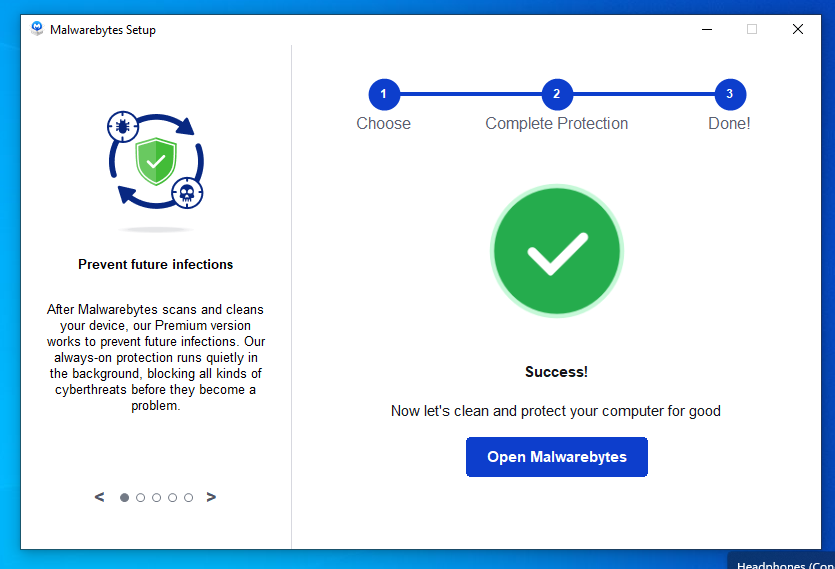 Malwarebytes Setup
1 2 3
Choose Complete Protection Done!
Prevent future infections
After Malwarebytes scans and cleans
your device, our Premium version
works to prevent future infections. Our
always-on protection runs quietly in
the background, blocking all kinds of
cyberthreats before they become a
problem.
< >
Success!
Now let's clean and protect your computer for good
Open Malwarebytes
Headphones (Con